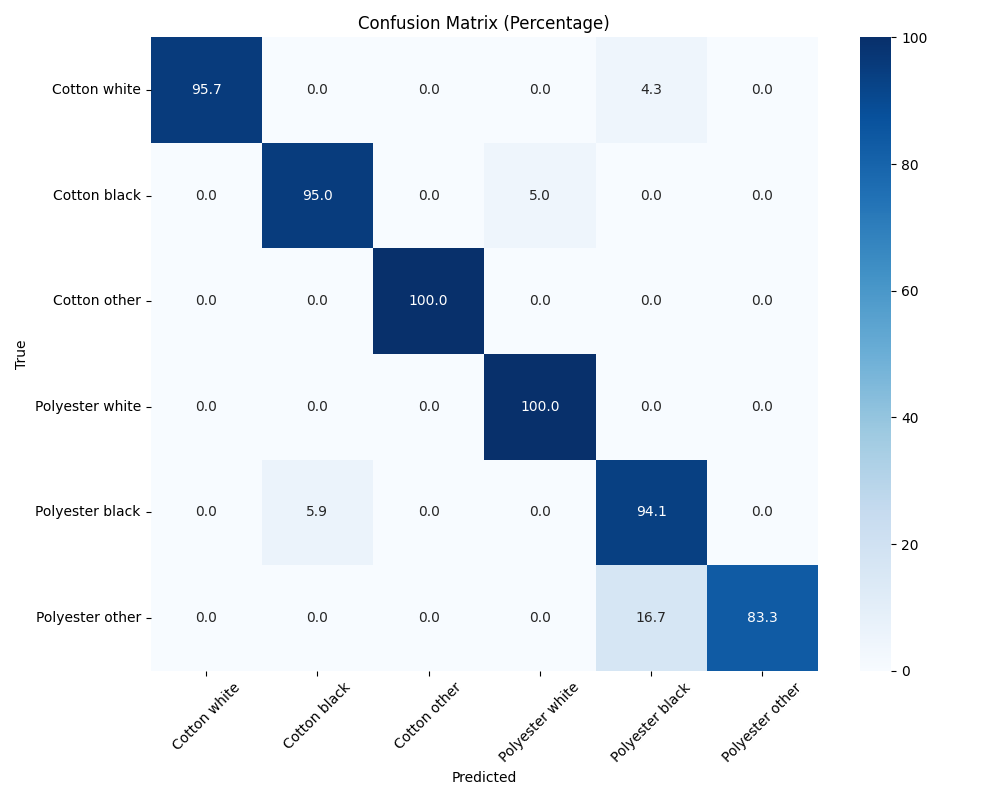 Confusion Matrix (Percentage)
Cotton white 95.7 0.0 0.0 0.0 4.3 0.0
Cotton black 0.0 95.0 0.0 5.0 0.0 0.0
Cotton other 0.0 0.0 100.0 0.0 0.0 0.0
Polyester white 0.0 0.0 0.0 100.0 0.0 0.0
Polyester black 0.0 5.9 0.0 0.0 94.1 0.0
Polyester other 0.0 0.0 0.0 0.0 16.7 83.3
True
Cotton white Cotton black Cotton other Polyester white Polyester black Polyester other
Predicted
100
80
60
40
20
0